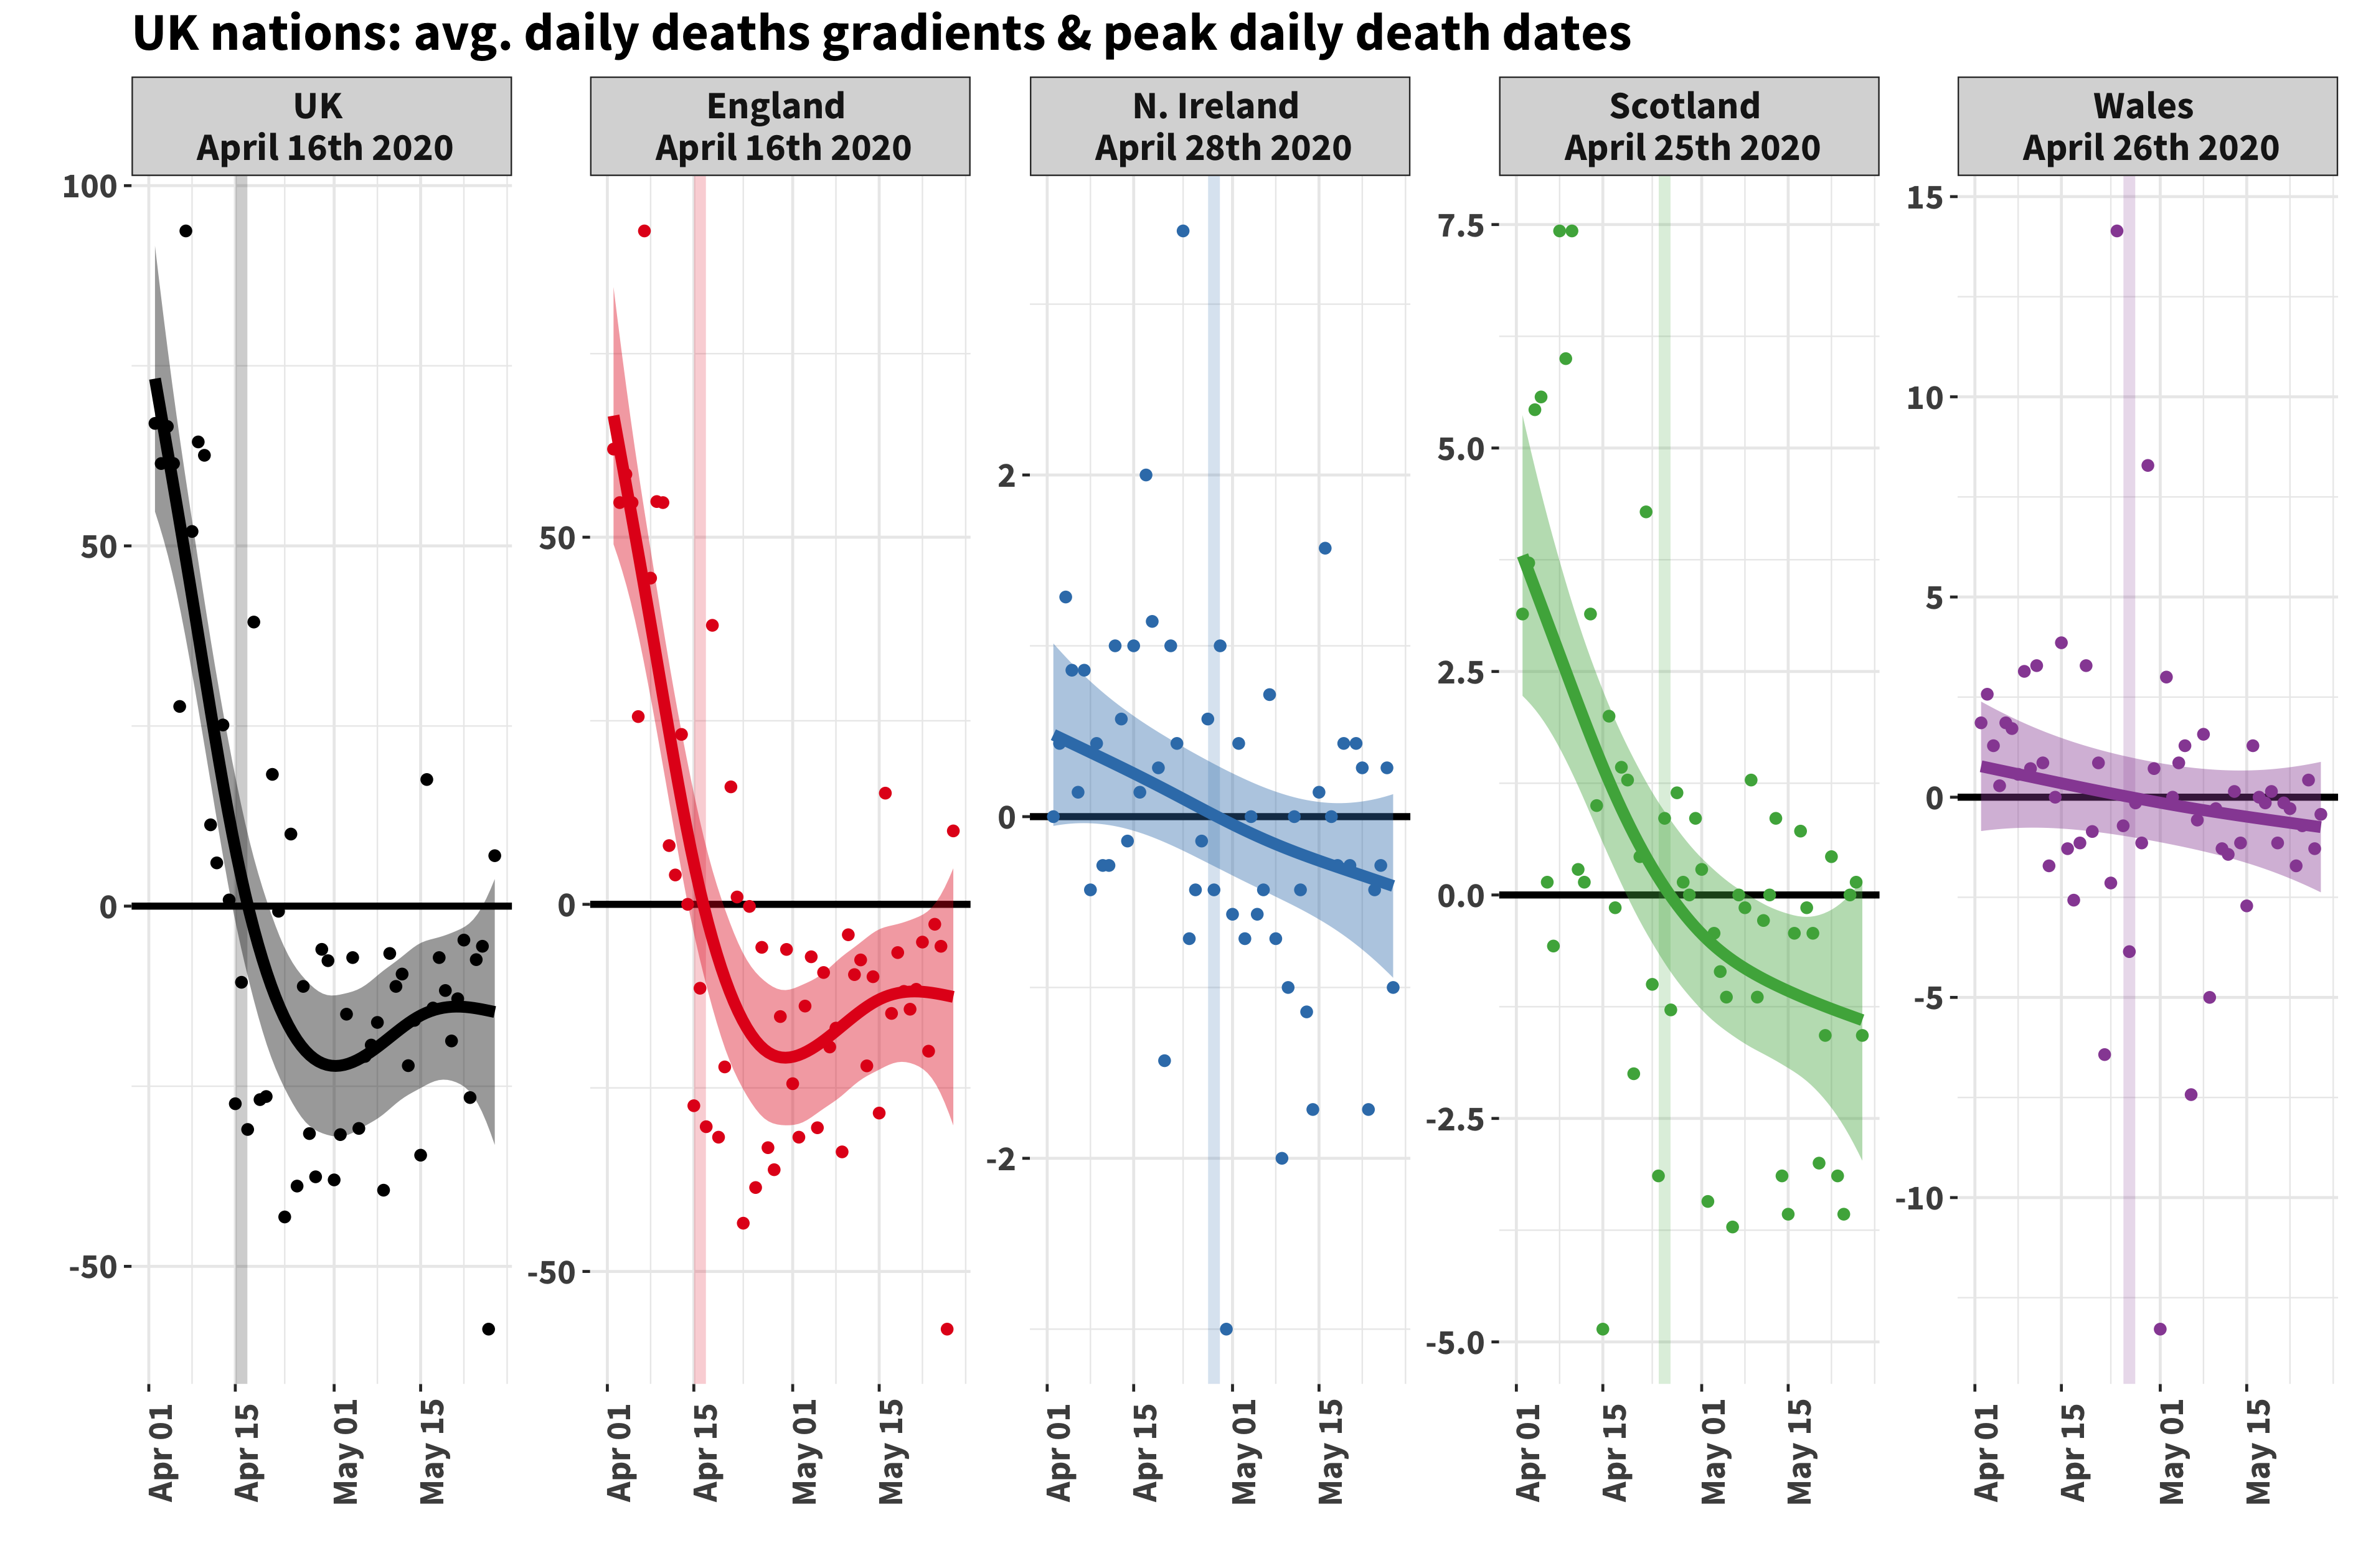 UK nations: avg. daily deaths gradients & peak daily death dates
UK
April 16th 2020
England
April 16th 2020
N. Ireland
April 28th 2020
Scotland
April 25th 2020
Wales
April 26th 2020
100
50
0
-50
50
0
-50
2
0
-2
7.5
5.0
2.5
0.0
-2.5
-5.0
15
10
5
0
-5
-10
Apr 01
Apr 15
May 01
May 15
Apr 01
Apr 15
May 01
May 15
Apr 01
Apr 15
May 01
May 15
Apr 01
Apr 15
May 01
May 15
Apr 01
Apr 15
May 01
May 15